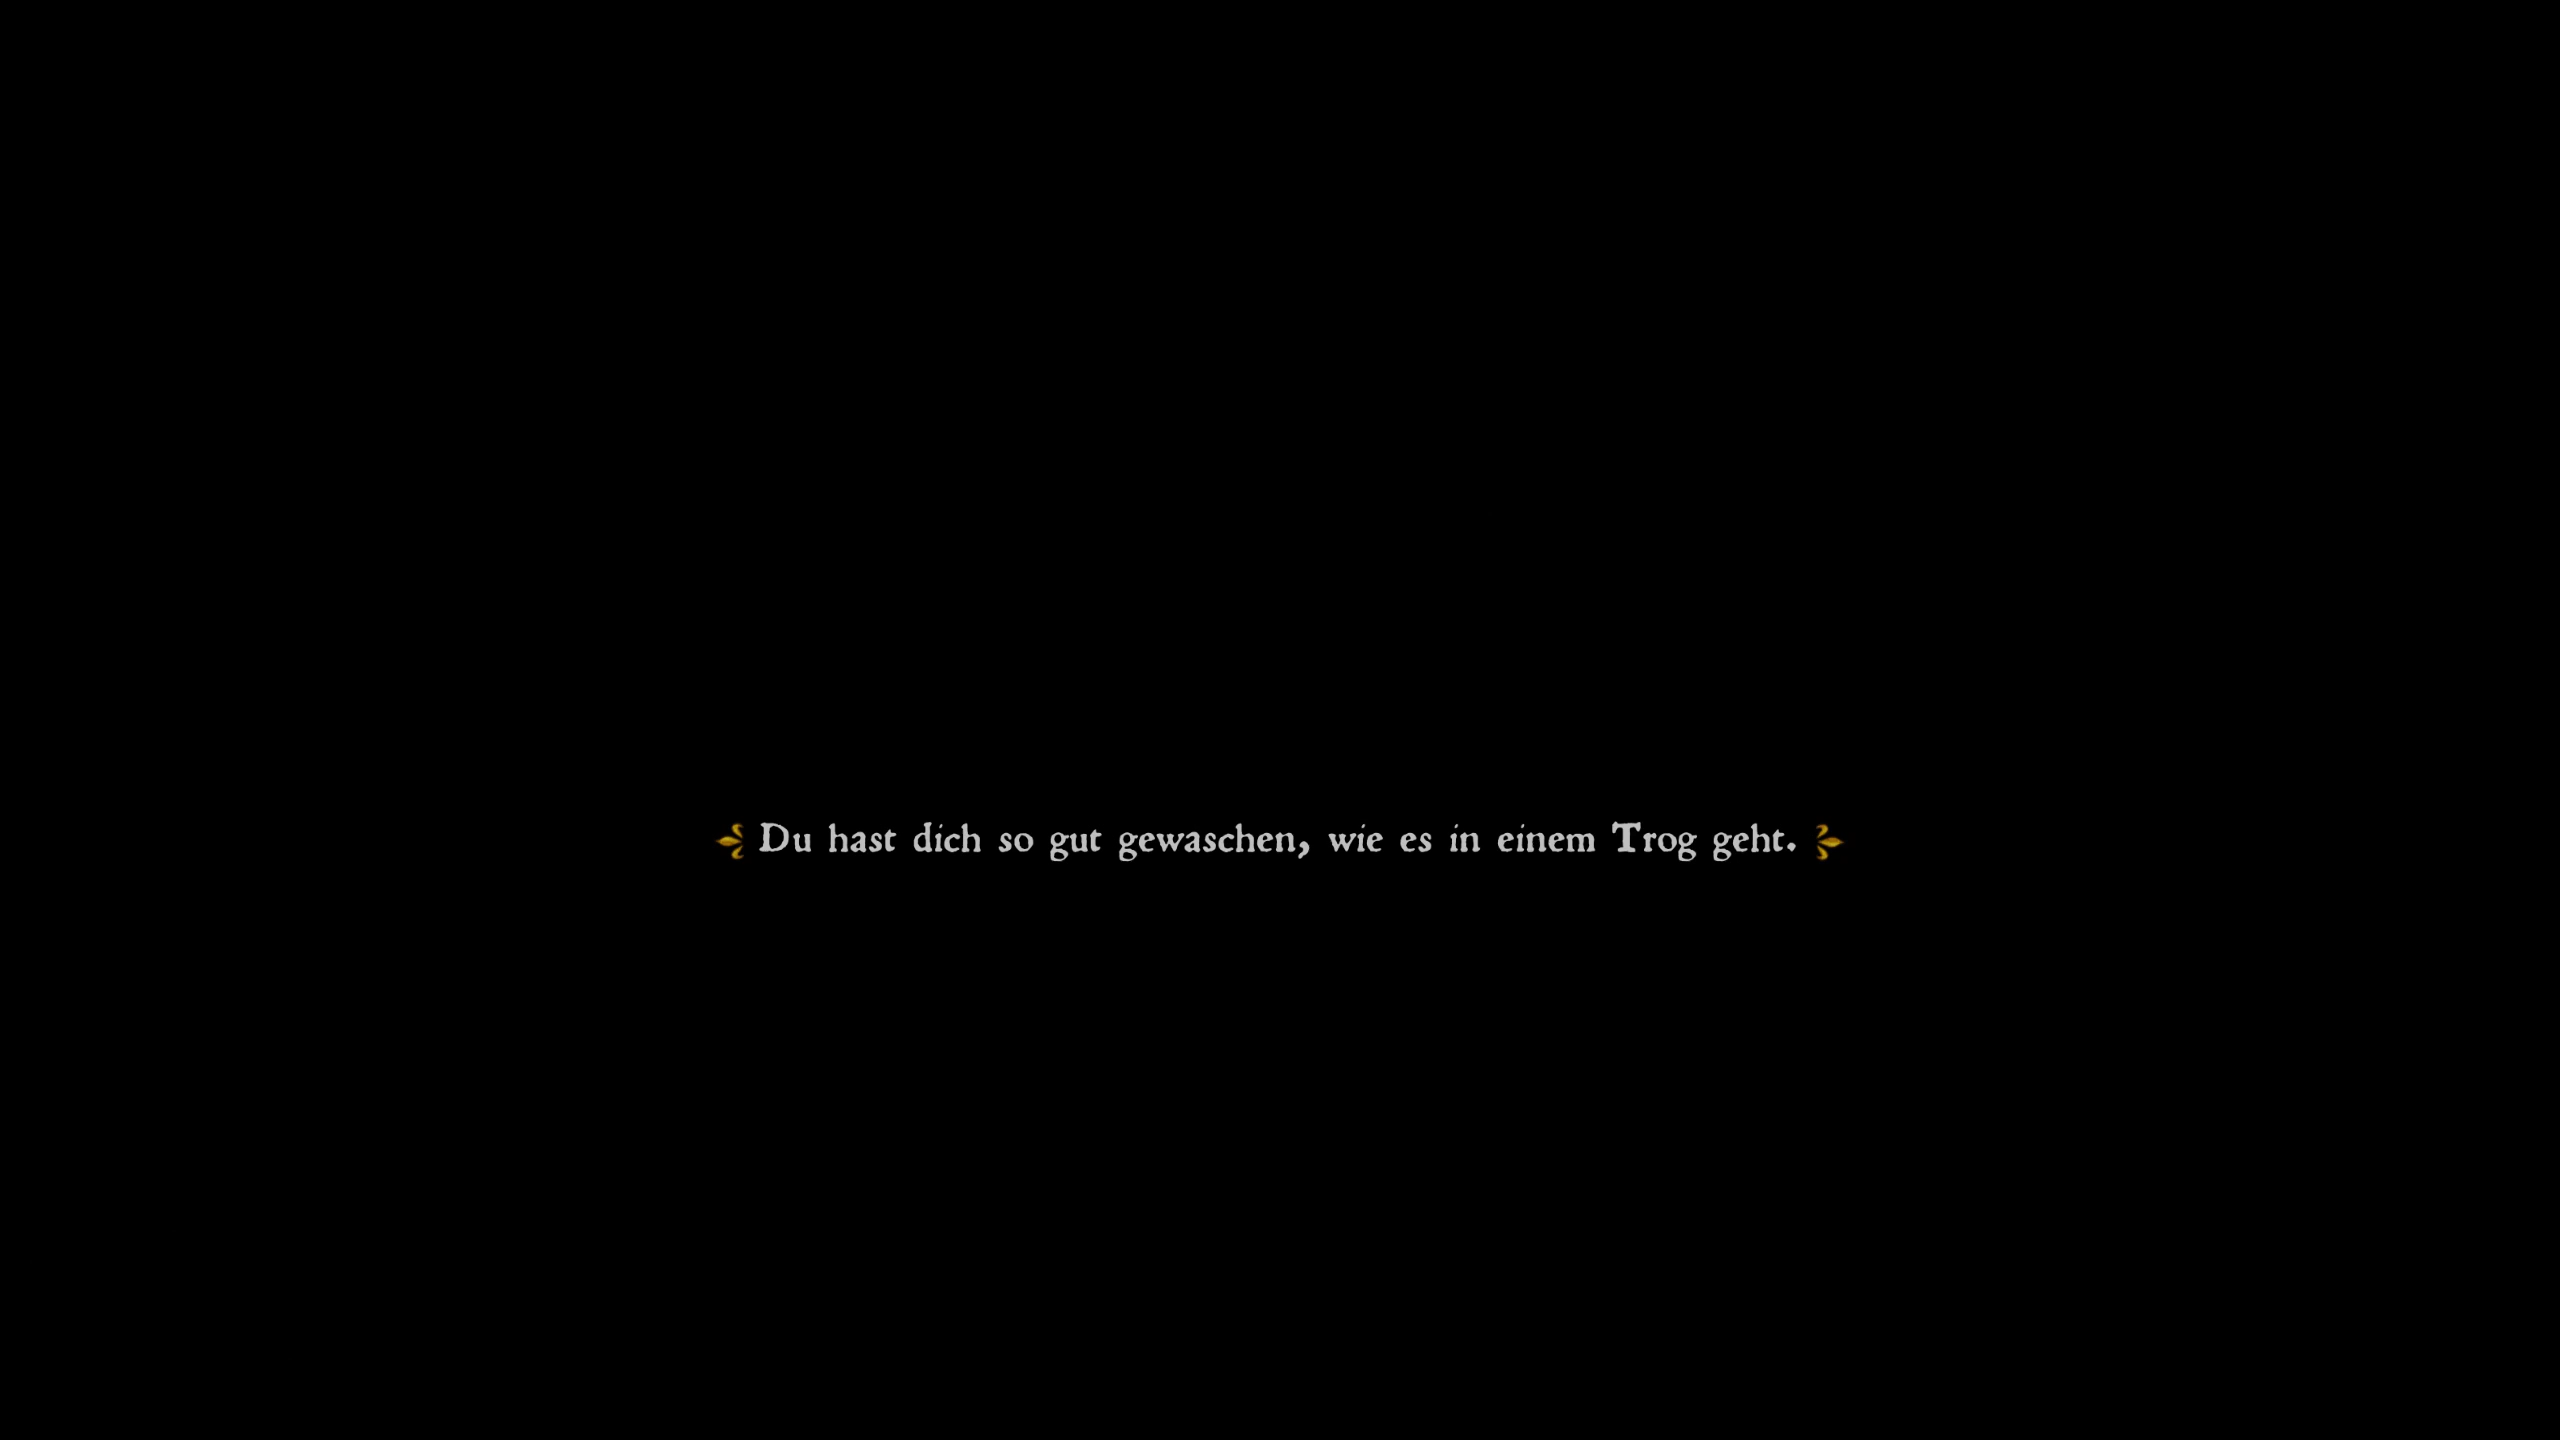 Du hast dich so gut gewaschen, wie es in einem Trog geht.